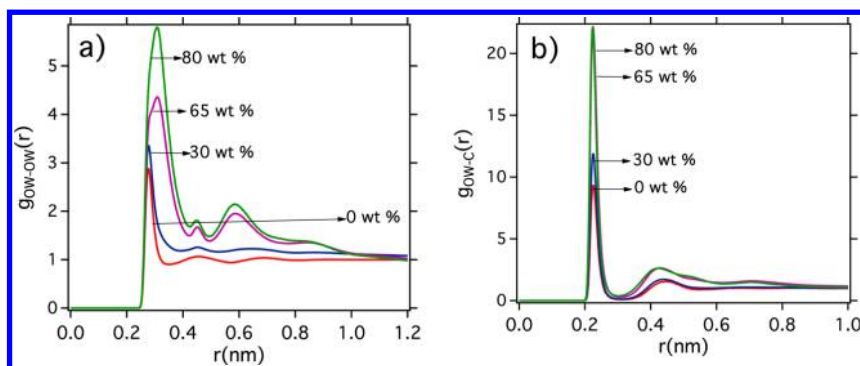 a)
80 wt %
65 wt %
30 wt %
0 wt %
gOW-OW(r)
5
4
3
2
1
0
0.0 0.2 0.4 0.6 0.8 1.0 1.2
r(nm)
b)
80 wt %
65 wt %
30 wt %
0 wt %
gOW-C(r)
20
15
10
5
0
0.0 0.2 0.4 0.6 0.8 1.0
r(nm)